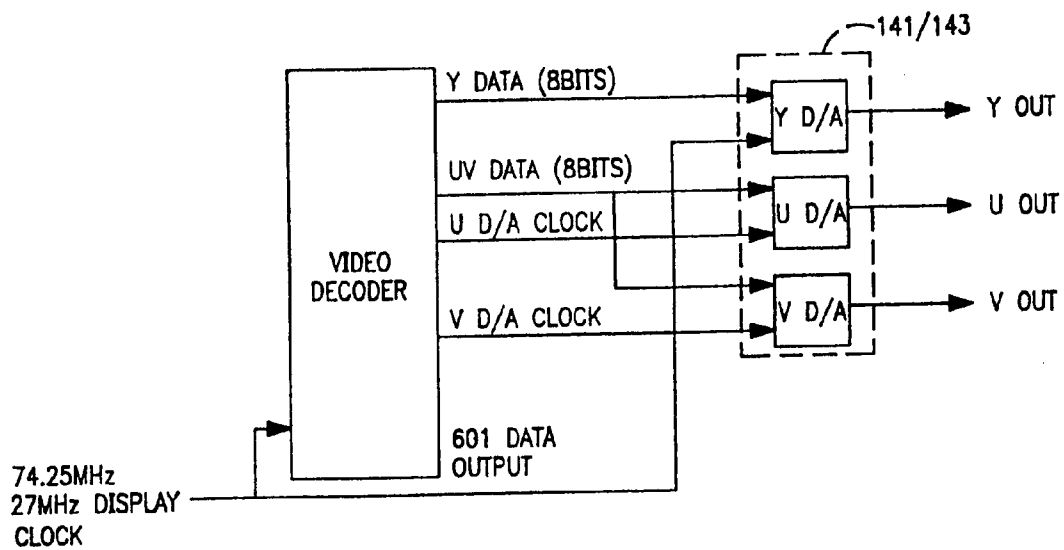 141/143
Y DATA (8BITS)
Y D/A
Y OUT
UV DATA (8BITS)
U D/A
U OUT
U D/A CLOCK
VIDEO
DECODER
V D/A
V OUT
V D/A CLOCK
601 DATA
OUTPUT
74.25MHz
27MHz DISPLAY
CLOCK